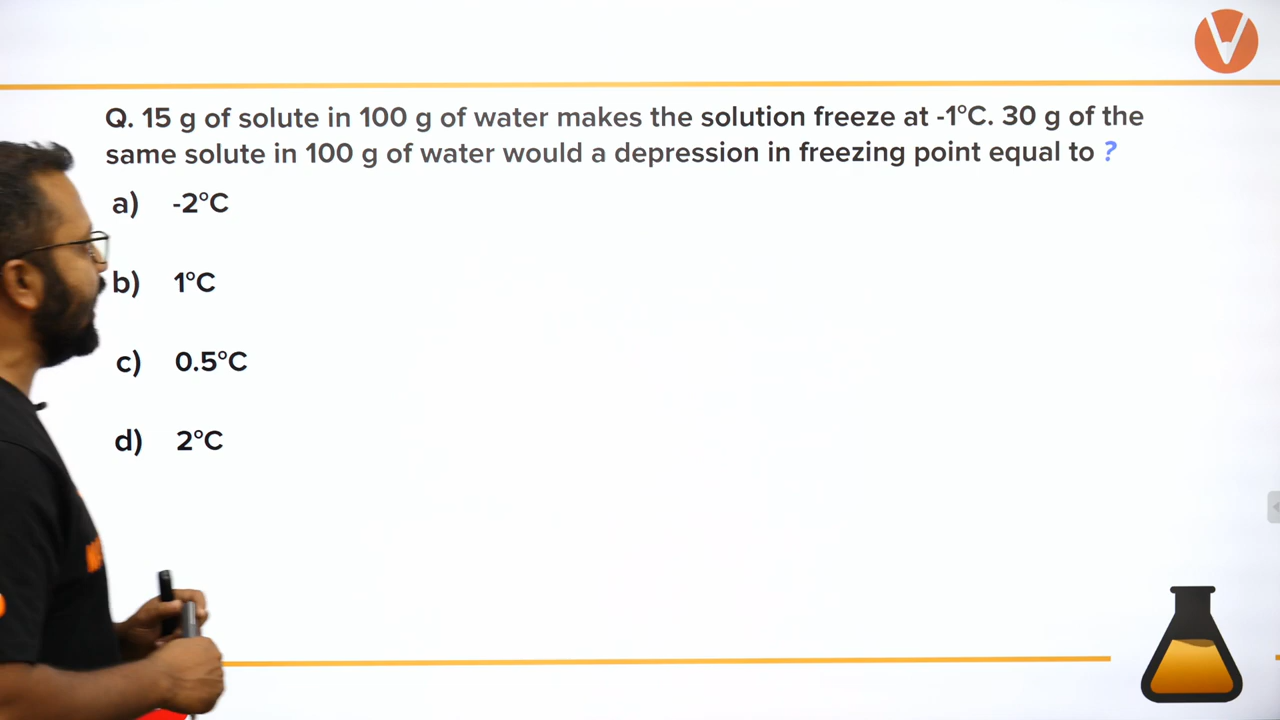 Q. 15 g of solute in 100 g of water makes the solution freeze at -1°C. 30 g of the
same solute in 100 g of water would a depression in freezing point equal to ?
a) -2°C
b) 1°C
c) 0.5°C
d) 2°C